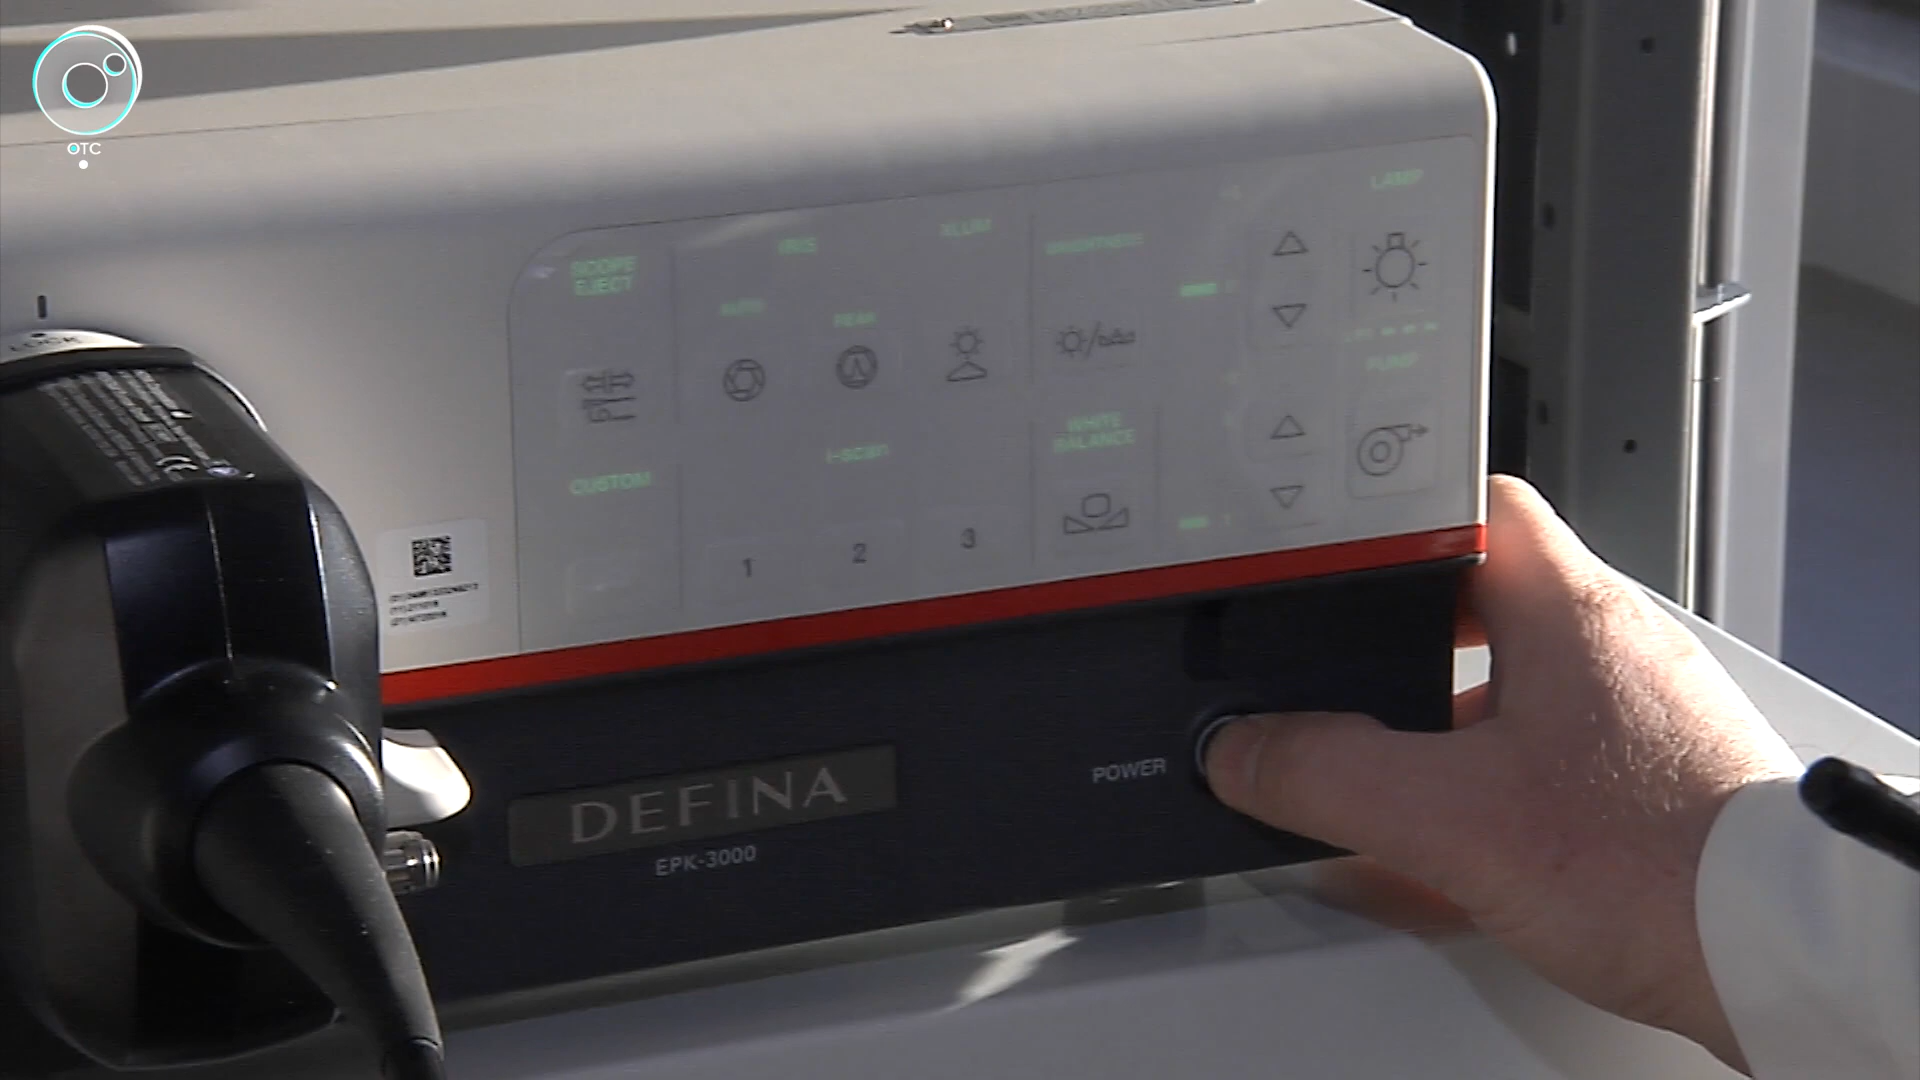 OTC
LOCK
SCOPE
EJECT
IRIS
ILLUM
BRIGHTNESS
LAMP
AUTO
PEAK
PUMP
CUSTOM
i-scan
WHITE
BALANCE
1
2
3
POWER
DEFINA
EPK-3000